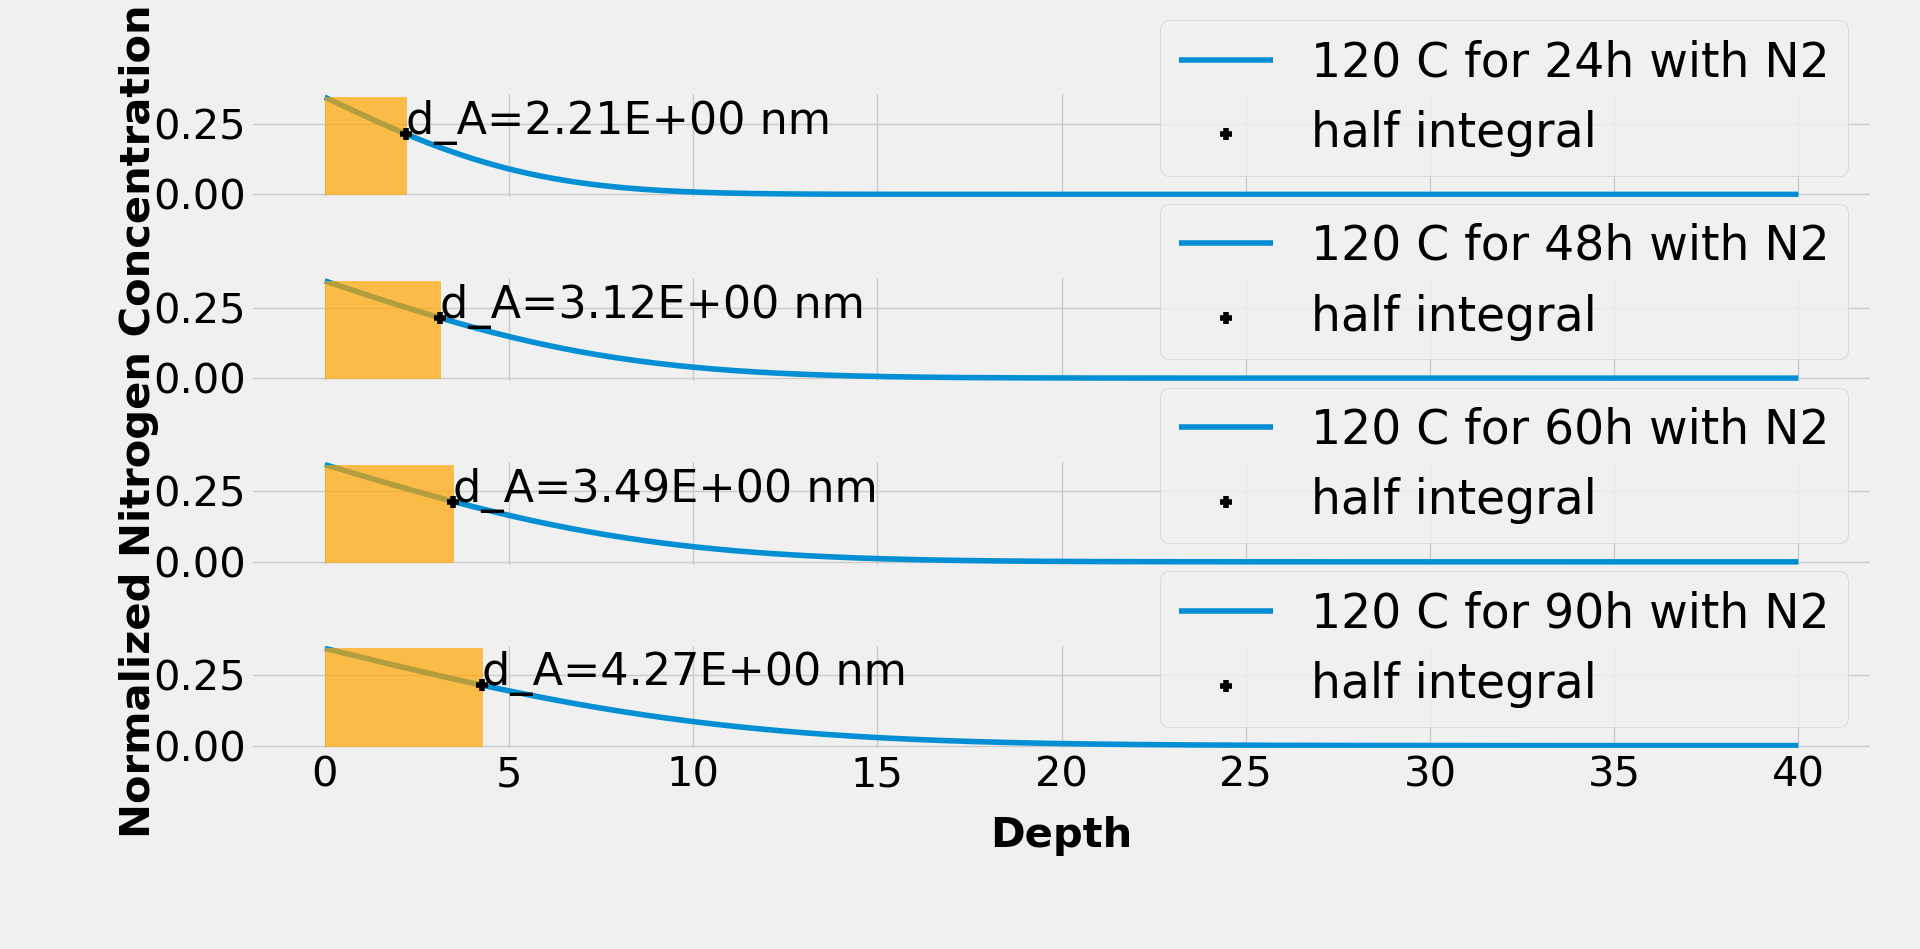 Normalized Nitrogen Concentration
120 C for 24h with N2
half integral
d_A=2.21E+00 nm
0.25
0.00
120 C for 48h with N2
half integral
d_A=3.12E+00 nm
0.25
0.00
120 C for 60h with N2
half integral
d_A=3.49E+00 nm
0.25
0.00
120 C for 90h with N2
half integral
d_A=4.27E+00 nm
0.25
0.00
0 5 10 15 20 25 30 35 40
Depth